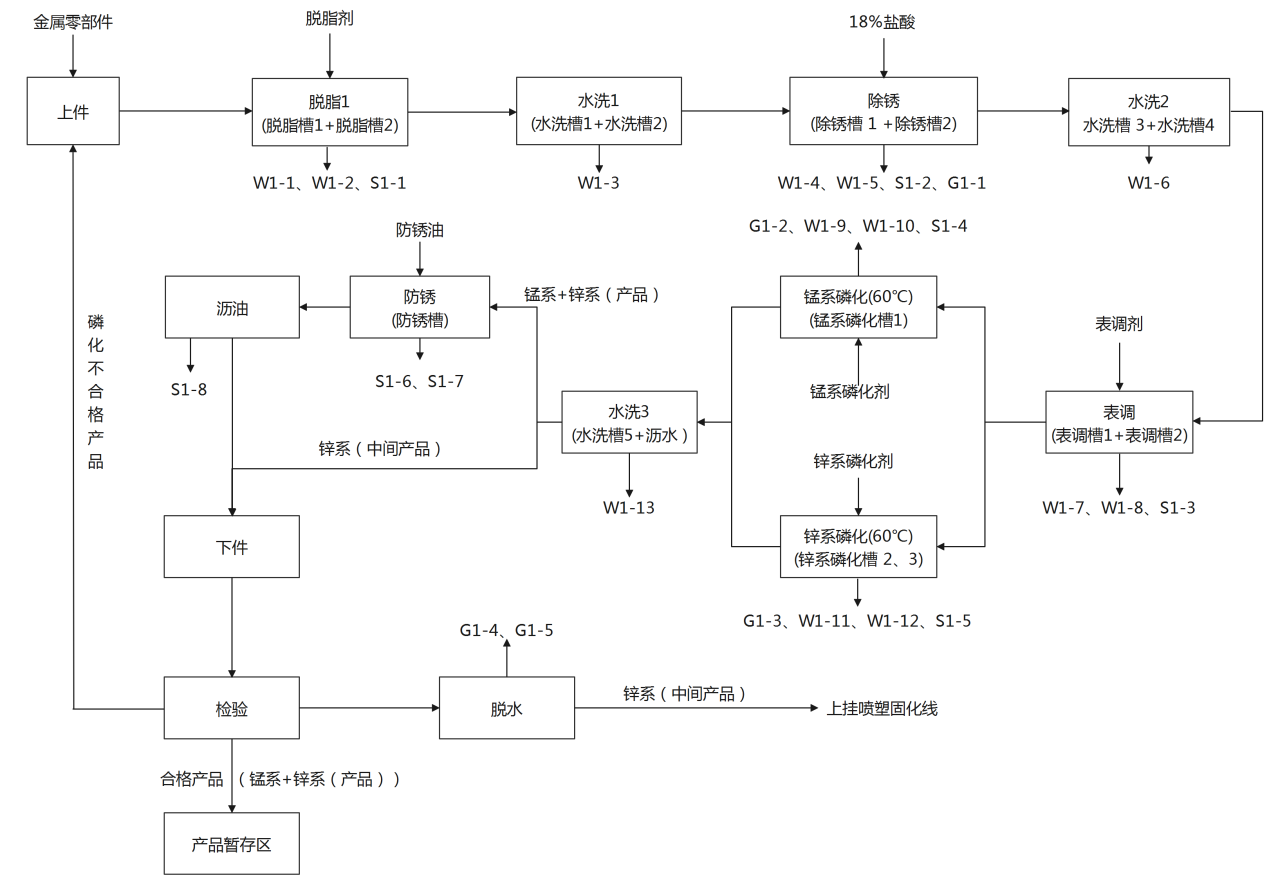 金属零部件
脱脂剂
18%盐酸
上件
脱脂1
(脱脂槽1+脱脂槽2)
水洗1
(水洗槽1+水洗槽2)
除锈
(除锈槽 1 +除锈槽2)
水洗2
水洗槽 3+水洗槽4
W1-1、W1-2、S1-1
W1-3
W1-4、W1-5、S1-2、G1-1
W1-6
防锈油
G1-2、W1-9、W1-10、S1-4
沥油
防锈
(防锈槽)
锰系+锌系（产品）
锰系磷化(60℃)
(锰系磷化槽1)
表调剂
磷化不合格产品
S1-8
S1-6、S1-7
锰系磷化剂
水洗3
(水洗槽5+沥水）
表调
(表调槽1+表调槽2)
锌系（中间产品）
锌系磷化剂
W1-13
W1-7、W1-8、S1-3
下件
锌系磷化(60℃)
(锌系磷化槽 2、3)
G1-3、W1-11、W1-12、S1-5
G1-4、G1-5
检验
脱水
锌系（中间产品）
上挂喷塑固化线
合格产品（锰系+锌系（产品））
产品暂存区